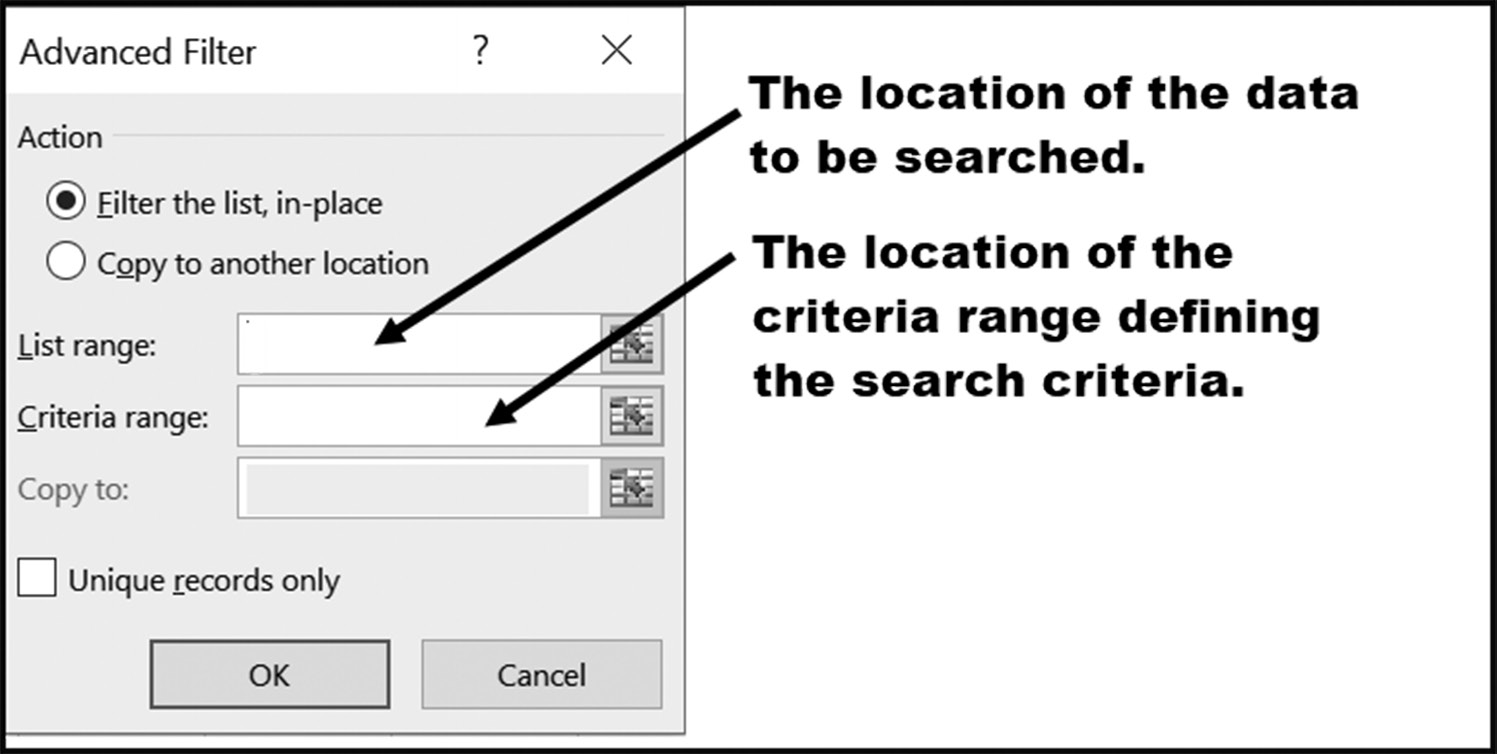 Advanced Filter ?
Action
Filter the list, in-place
Copy to another location
List range:
Criteria range:
Copy to:
Unique records only
OK Cancel
The location of the data
to be searched.
The location of the
criteria range defining
the search criteria.